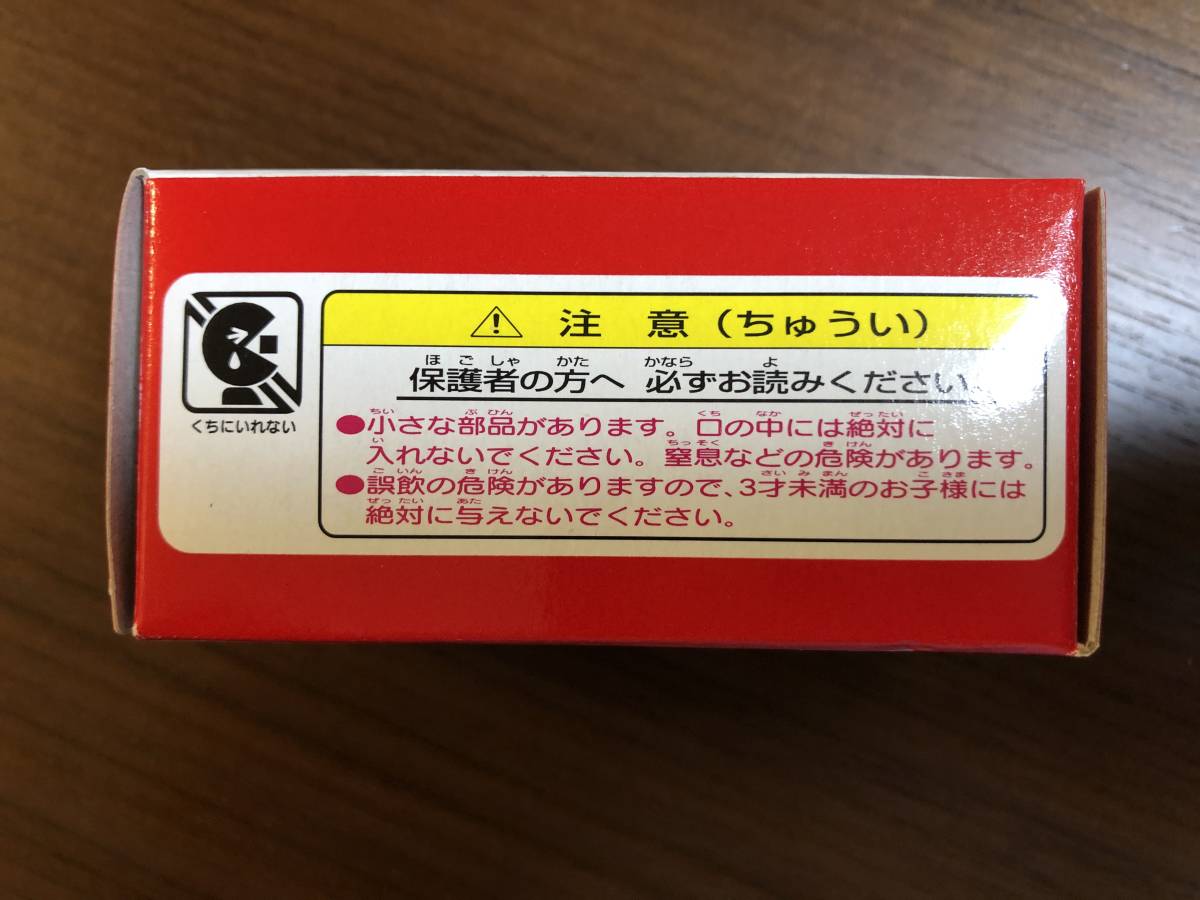 くちにいれない
注意（ちゅうい）
ほごしゃ かた かなら よ
保護者の方へ 必ずお読みください
ちい ぶひん くち なか ぜったい
●小さな部品があります。口の中には絶対に
い ちっそく きけん
入れないでください。窒息などの危険があります。
ごいん きけん さいみまん こさま
●誤飲の危険がありますので、3才未満のお子様には
ぜったい あた
絶対に与えないでください。